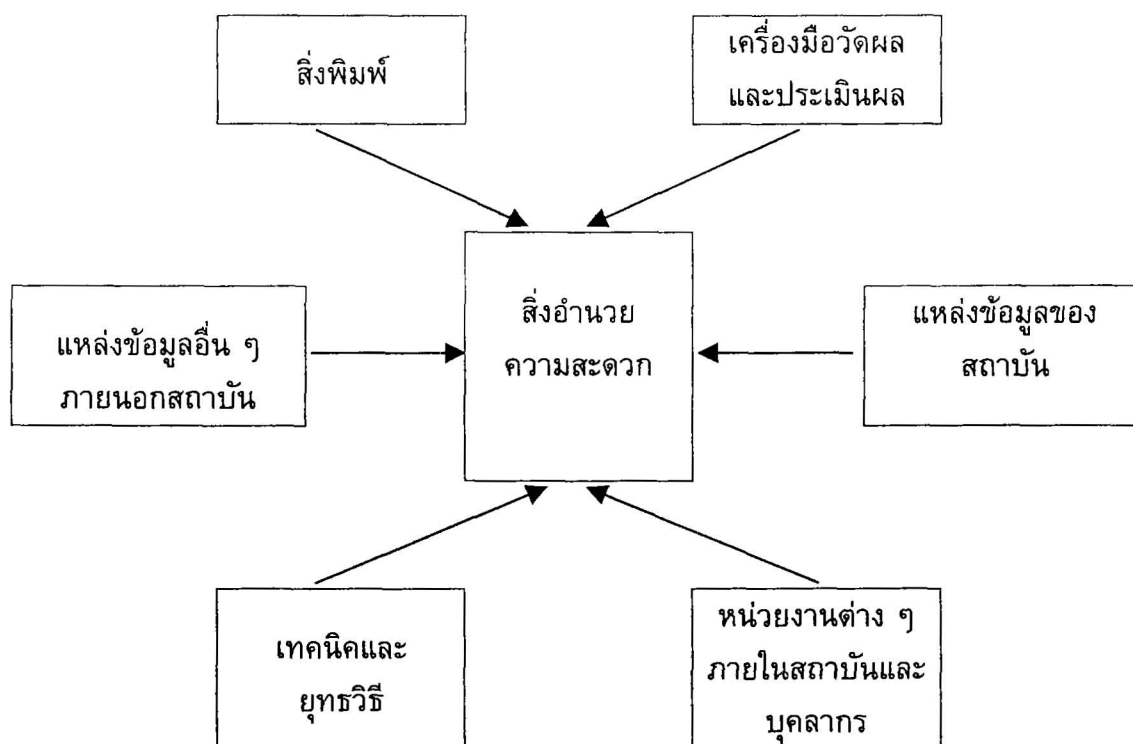 สิ่งพิมพ์
เครื่องมือวัดผล
และประเมินผล
สิ่งอำนวย
ความสะดวก
แหล่งข้อมูลอื่น ๆ
ภายนอกสถาบัน
แหล่งข้อมูลของ
สถาบัน
เทคนิคและ
ยุทธวิธี
หน่วยงานต่าง ๆ
ภายในสถาบันและ
บุคลากร